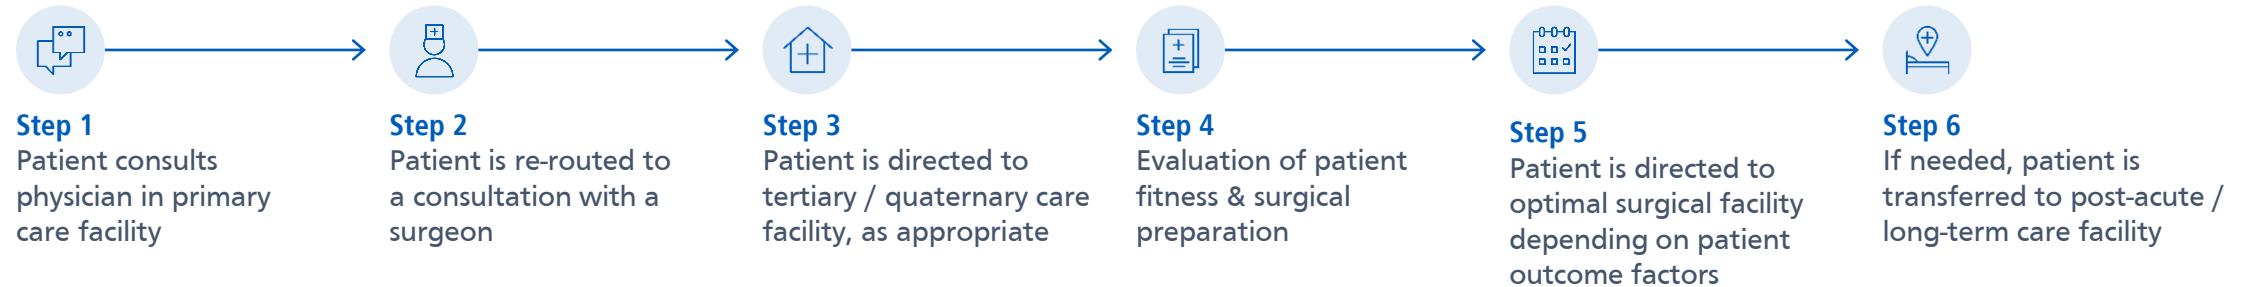 Step 1
Patient consults
physician in primary
care facility
Step 2
Patient is re-routed to
a consultation with a
surgeon
Step 3
Patient is directed to
tertiary / quaternary care
facility, as appropriate
Step 4
Evaluation of patient
fitness & surgical
preparation
Step 5
Patient is directed to
optimal surgical facility
depending on patient
outcome factors
Step 6
If needed, patient is
transferred to post-acute /
long-term care facility